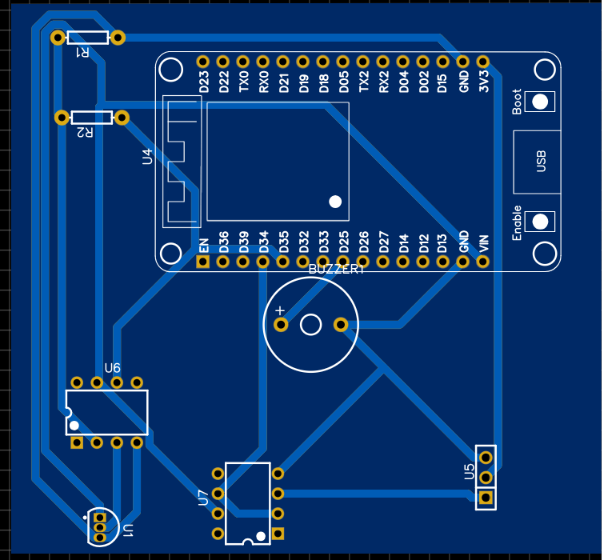 R1
D23 D22 TX0 RX0 D21 D19 D18 D05 TX2 RX2 D04 D02 D15 GND 3V3
Boot
R2
U4
USB
Enable
EN D36 D39 D34 D35 D32 D33 D25 D26 D27 D14 D12 D13 GND VIN
BUZZER1
+
U6
U5
U7
U1